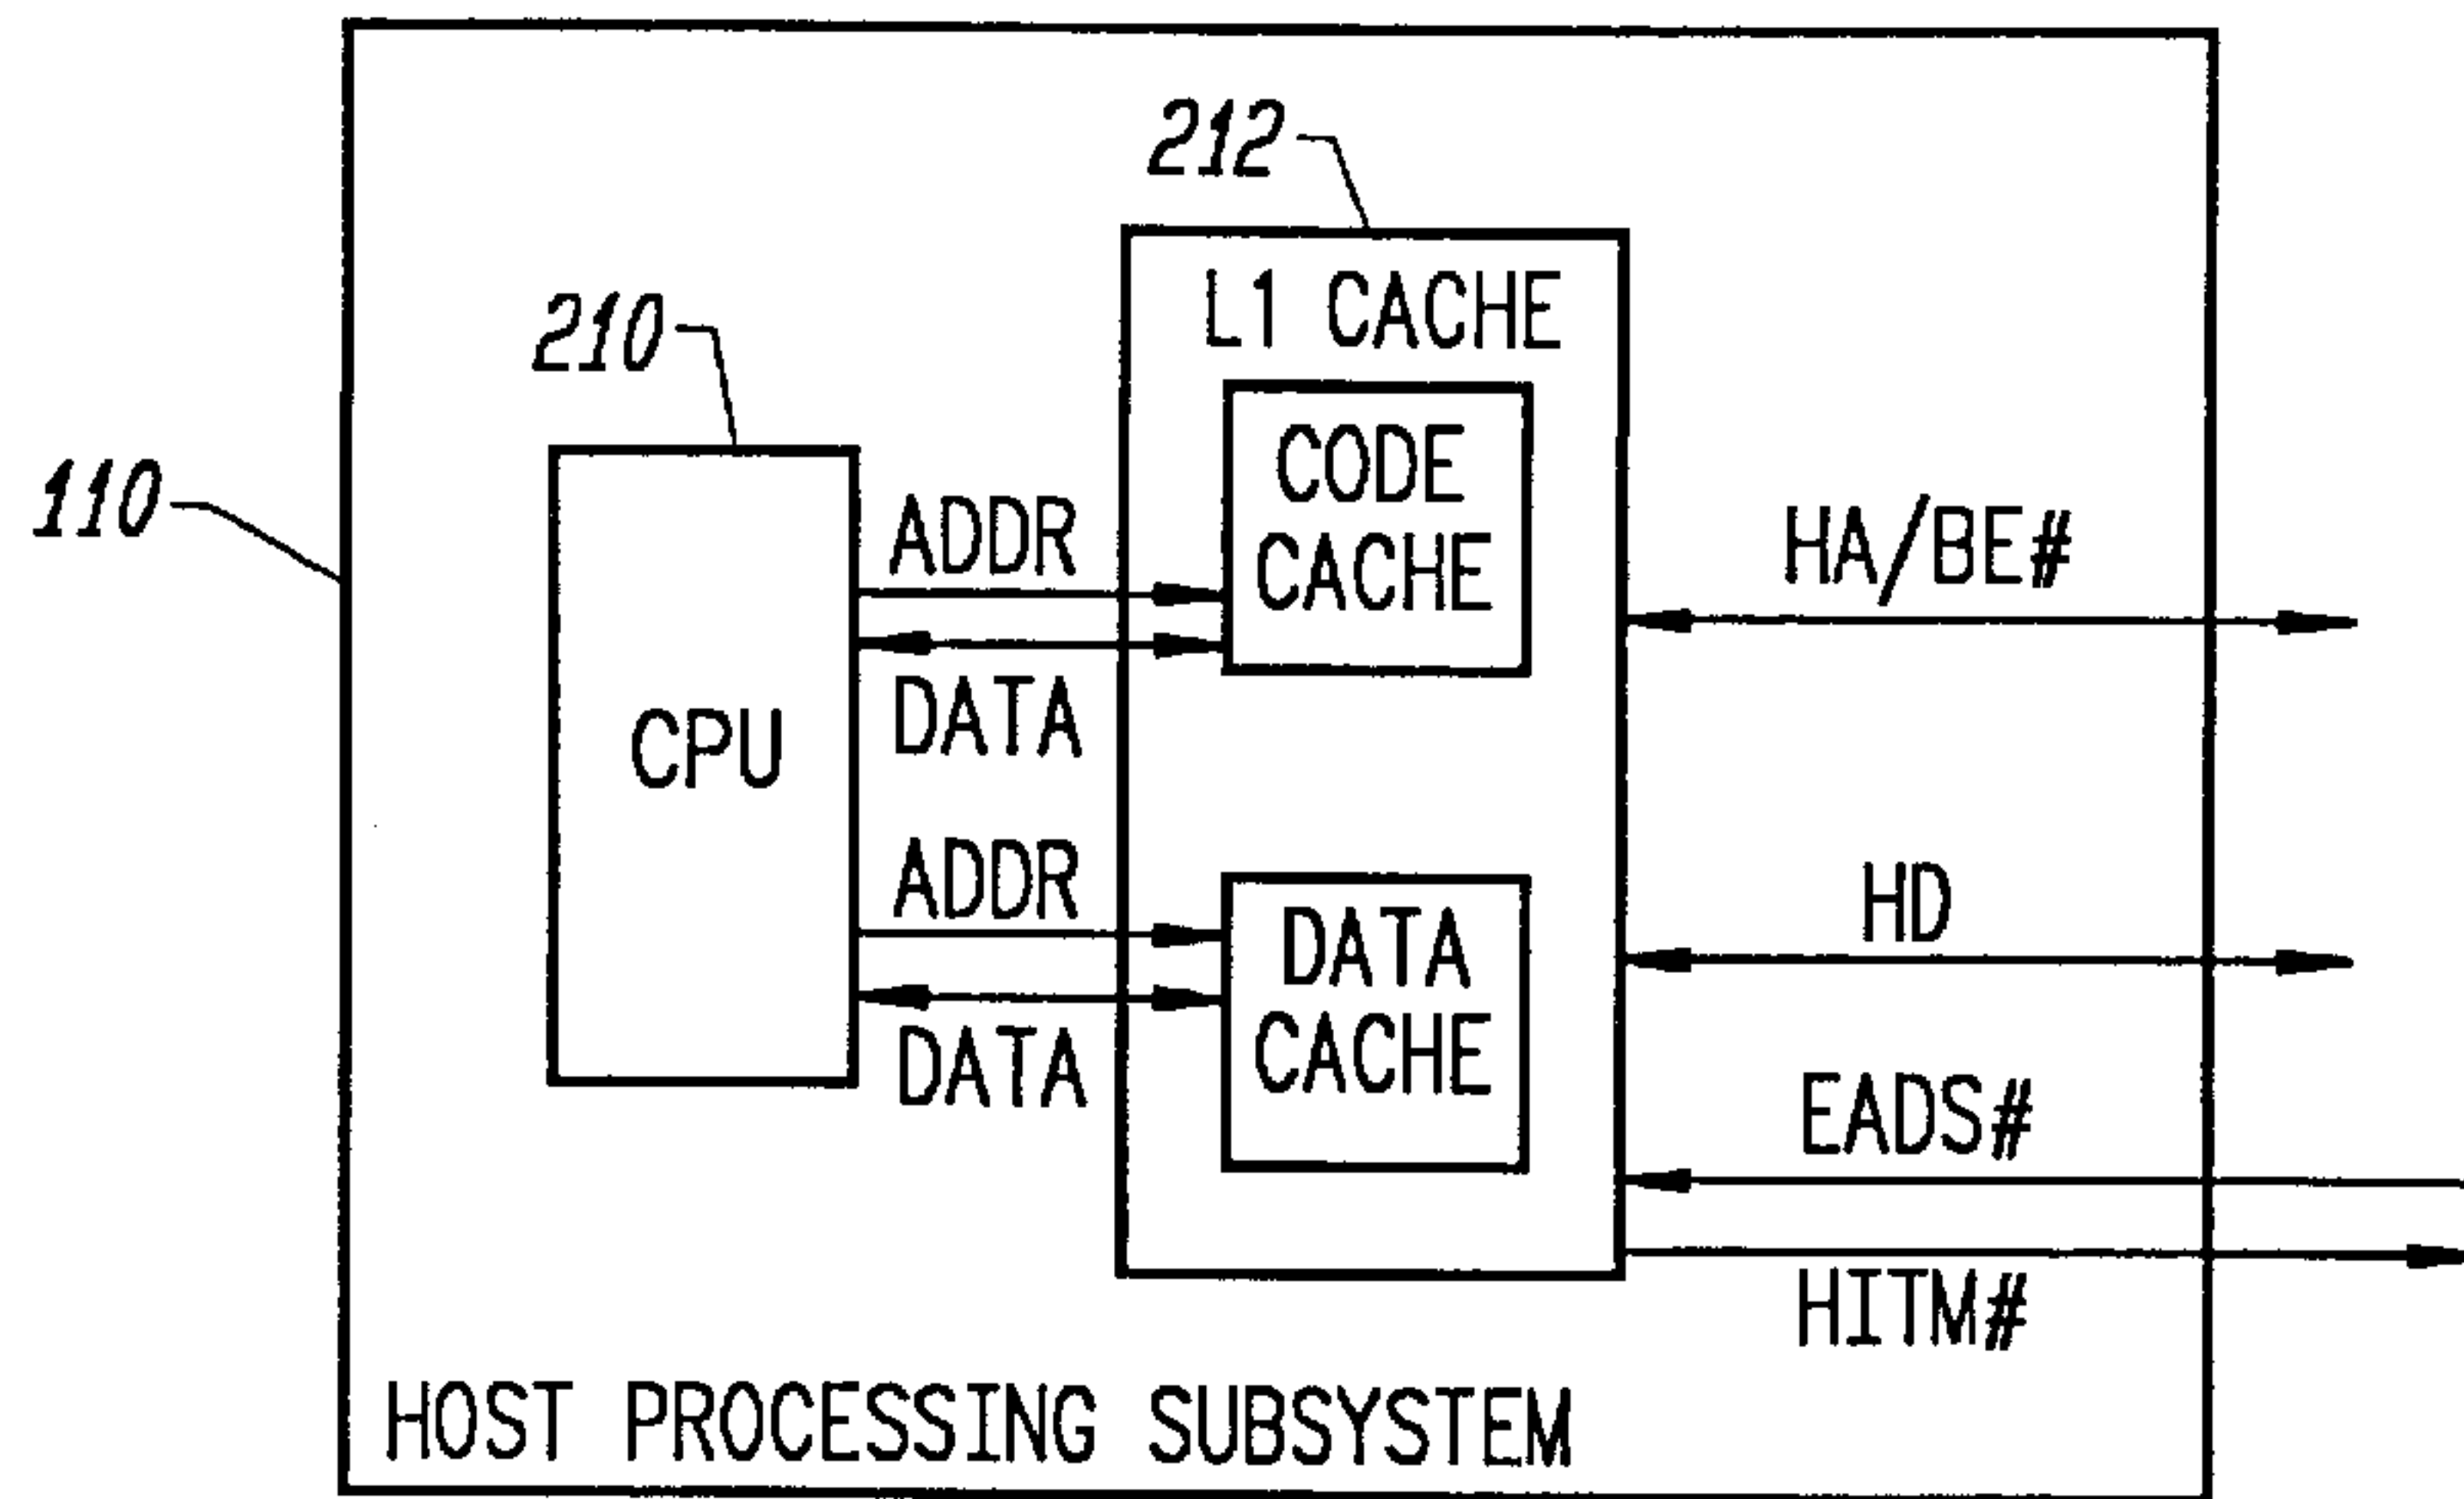 212
L1 CACHE
210
CODE
CACHE
110
ADDR
HA/BE#
DATA
CPU
ADDR
HD
DATA
CACHE
DATA
EADS#
HITM#
HOST PROCESSING SUBSYSTEM